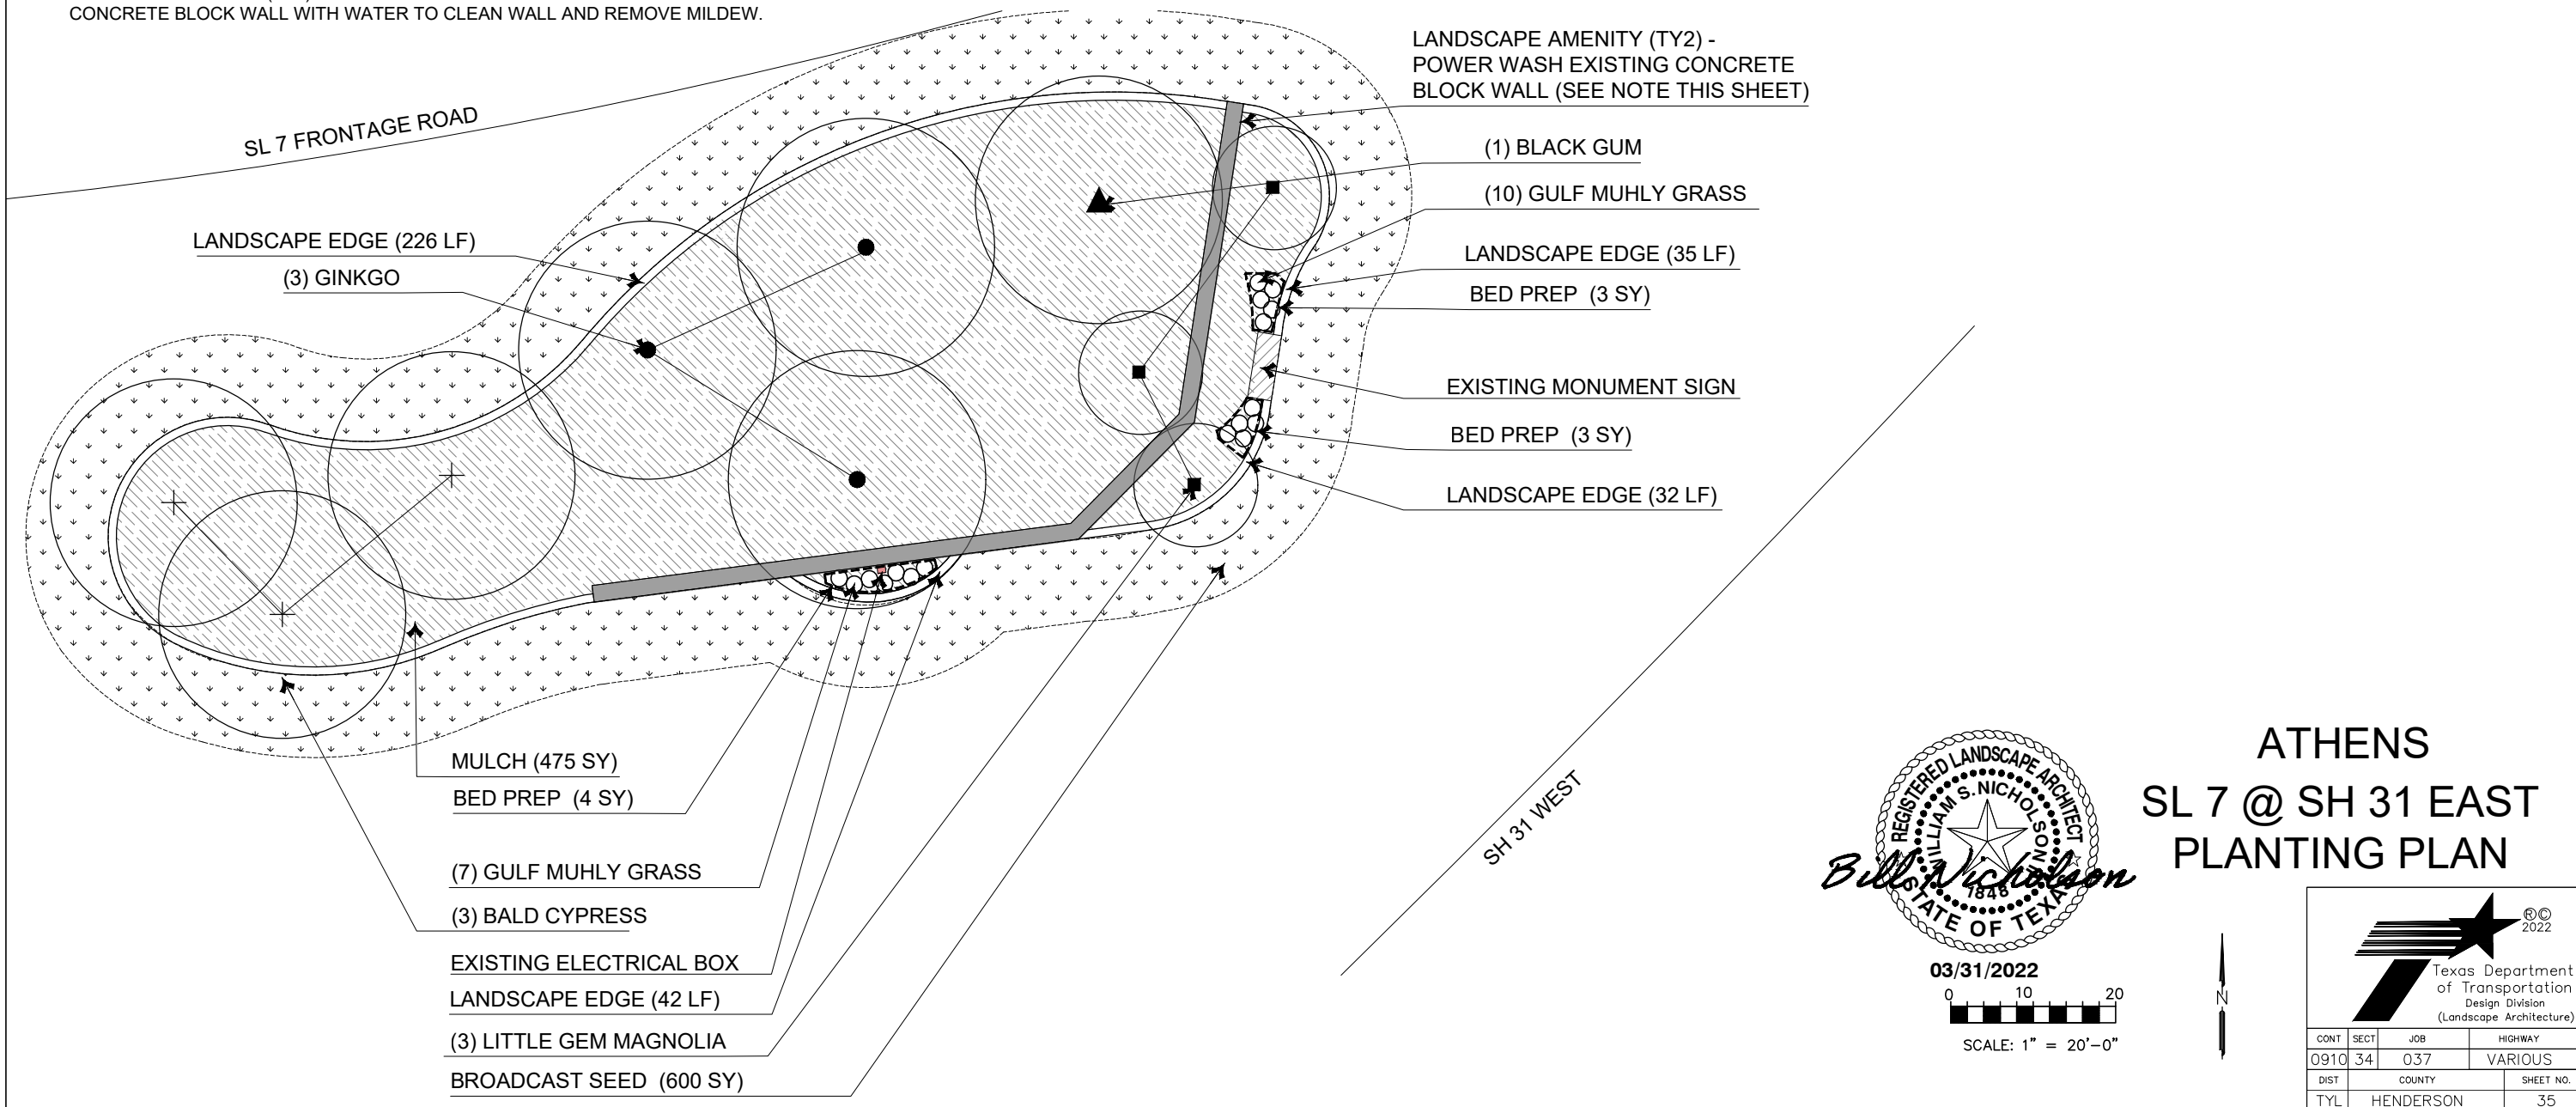 CONCRETE BLOCK WALL WITH WATER TO CLEAN WALL AND REMOVE MILDEW.
LANDSCAPE AMENITY (TY2) -
POWER WASH EXISTING CONCRETE
BLOCK WALL (SEE NOTE THIS SHEET)
SL 7 FRONTAGE ROAD
(1) BLACK GUM
(10) GULF MUHLY GRASS
LANDSCAPE EDGE (226 LF)
(3) GINKGO
LANDSCAPE EDGE (35 LF)
BED PREP (3 SY)
EXISTING MONUMENT SIGN
BED PREP (3 SY)
LANDSCAPE EDGE (32 LF)
MULCH (475 SY)
BED PREP (4 SY)
(7) GULF MUHLY GRASS
(3) BALD CYPRESS
EXISTING ELECTRICAL BOX
LANDSCAPE EDGE (42 LF)
(3) LITTLE GEM MAGNOLIA
BROADCAST SEED (600 SY)
SH 31 WEST
REGISTERED LANDSCAPE ARCHITECT
WILLIAM S. NICHOLSON
1848
STATE OF TEXAS
Bill Nicholson
03/31/2022
0 10 20
SCALE: 1" = 20'-0"
N
ATHENS
SL 7 @ SH 31 EAST
PLANTING PLAN
®©
2022
Texas Department
of Transportation
Design Division
(Landscape Architecture)
CONT SECT JOB HIGHWAY
0910 34 037 VARIOUS
DIST COUNTY SHEET NO.
TYL HENDERSON 35